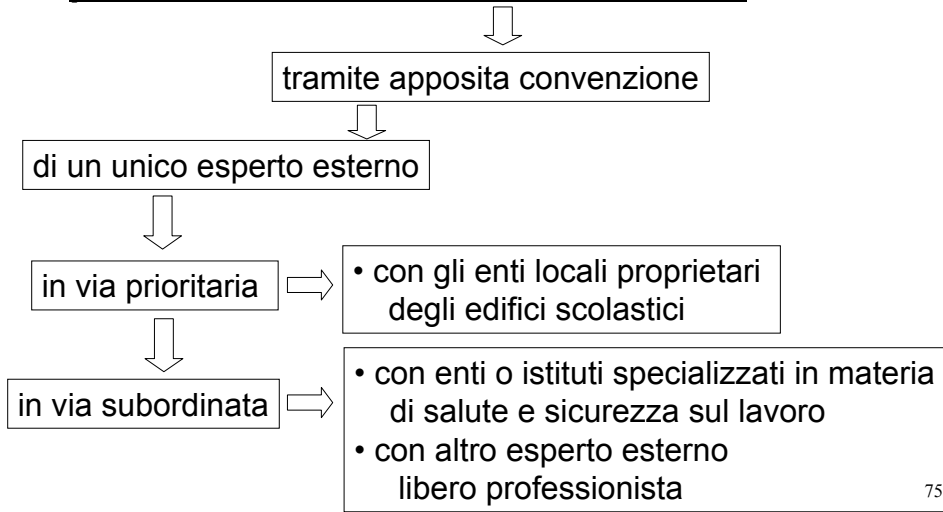 tramite apposita convenzione
di un unico esperto esterno
in via prioritaria
• con gli enti locali proprietari
degli edifici scolastici
in via subordinata
• con enti o istituti specializzati in materia
di salute e sicurezza sul lavoro
• con altro esperto esterno
libero professionista
75